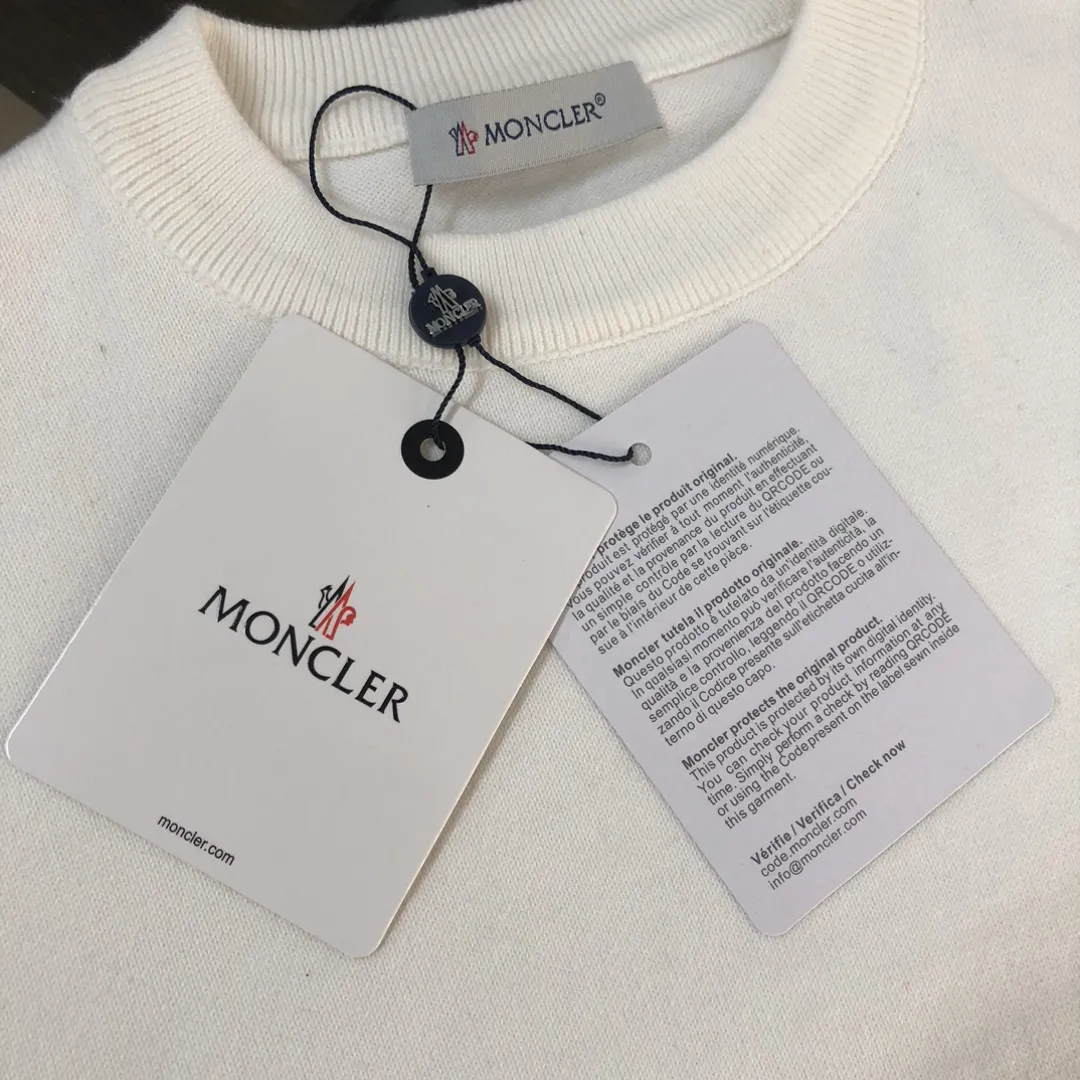 MONCLER®
MONCLER
MONCLER
moncler.com
protège le produit original.
produit est protégé par une identité numérique.
vous pouvez vérifier à tout moment l'authenticité,
la qualité et la provenance du produit en effectuant
un simple contrôle par la lecture du QRCODE ou
par le biais du Code se trouvant sur l'étiquette cou-
sue à l'intérieur de cette pièce.
Moncler tutela il prodotto originale.
Questo prodotto é tutelato da un'identità digitale.
In qualsiasi momento può verificare l'autenticità, la
qualità e la provenienza del prodotto facendo un
semplice controllo, leggendo il QRCODE o utiliz-
zando il Codice presente sull'etichetta cucita all'in-
terno di questo capo.
Moncler protects the original product.
This product is protected by its own digital identity.
You can check your product information at any
time. Simply perform a check by reading QRCODE
or using the Code present on the label sewn inside
this garment.
Vérifie / Verifica / Check now
code.moncler.com
info@moncler.com